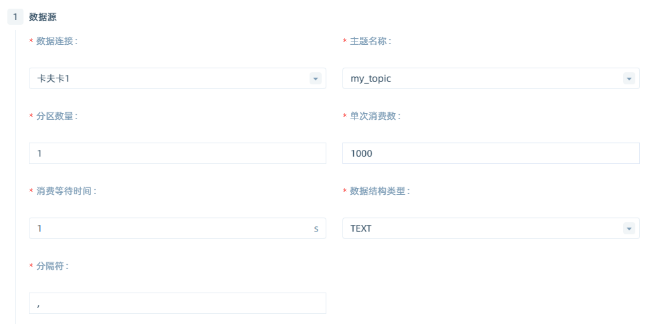 1 数据源
* 数据连接： * 主题名称：
卡夫卡1 my_topic
* 分区数量： * 单次消费数：
1 1000
* 消费等待时间： * 数据结构类型：
1 s TEXT
* 分隔符：
,